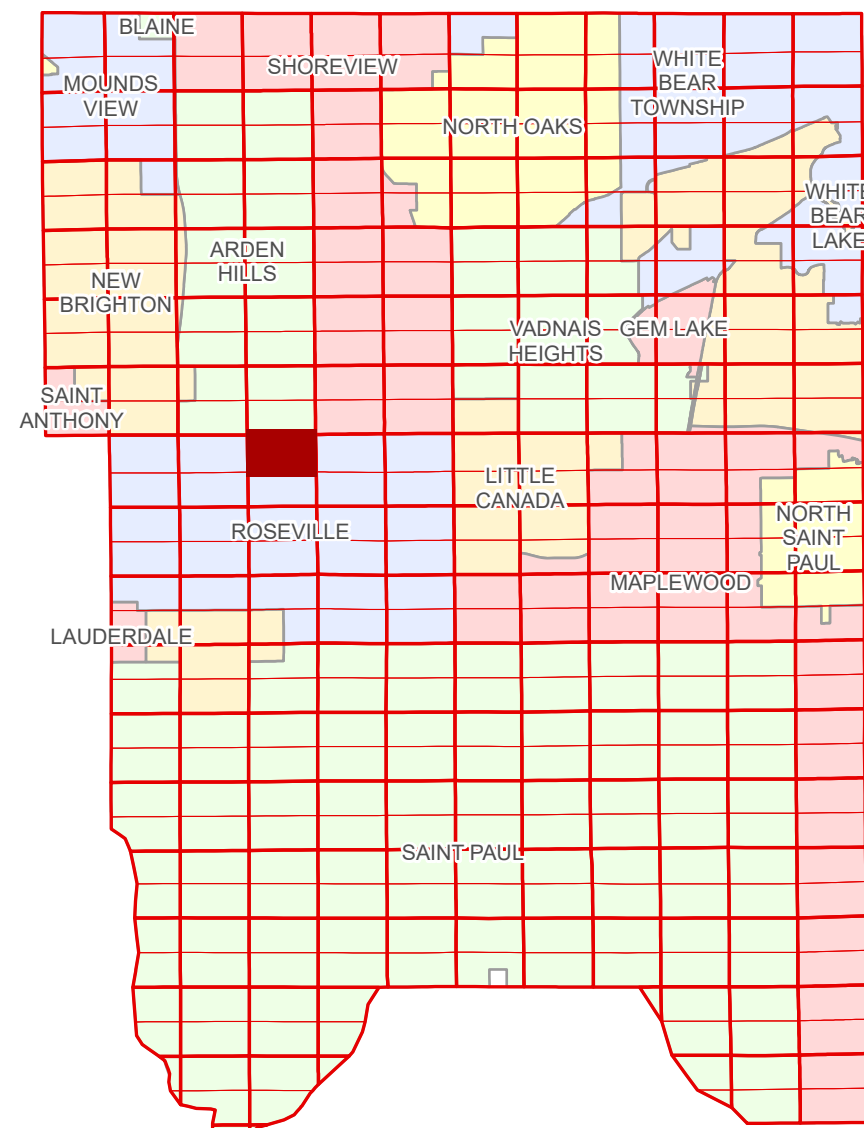 BLAINE
SHOREVIEW
WHITE
BEAR
TOWNSHIP
MOUNDS
VIEW
NORTH OAKS
WHITE
BEAR
LAKE
ARDEN
HILLS
NEW
BRIGHTON
VADNAIS
HEIGHTS
GEM LAKE
SAINT
ANTHONY
LITTLE
CANADA
ROSEVILLE
NORTH
SAINT
PAUL
MAPLEWOOD
LAUDERDALE
SAINT PAUL